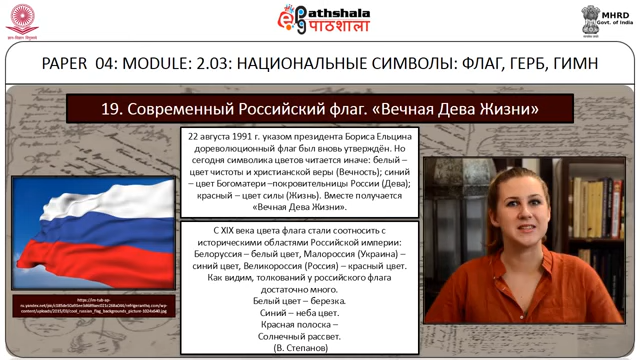 ePathshala
पाठशाला
MHRD
Govt. of India
PAPER 04: MODULE: 2.03: НАЦИОНАЛЬНЫЕ СИМВОЛЫ: ФЛАГ, ГЕРБ, ГИМН
19. Современный Российский флаг. «Вечная Дева Жизни»
22 августа 1991 г. указом президента Бориса Ельцина
дореволюционный флаг был вновь утверждён. Но
сегодня символика цветов читается иначе: белый –
цвет чистоты и христианской веры (Вечность); синий
– цвет Богоматери –покровительницы России (Дева);
красный – цвет силы (Жизнь). Вместе получается
«Вечная Дева Жизни».
С XIX века цвета флага стали соотносить с
историческими областями Российской империи:
Белоруссия – белый цвет, Малороссия (Украина) –
синий цвет, Великороссия (Россия) – красный цвет.
Как видим, толкований у российского флага
достаточно много.
Белый цвет – березка.
Синий – неба цвет.
Красная полоска –
Солнечный рассвет.
(В. Степанов)